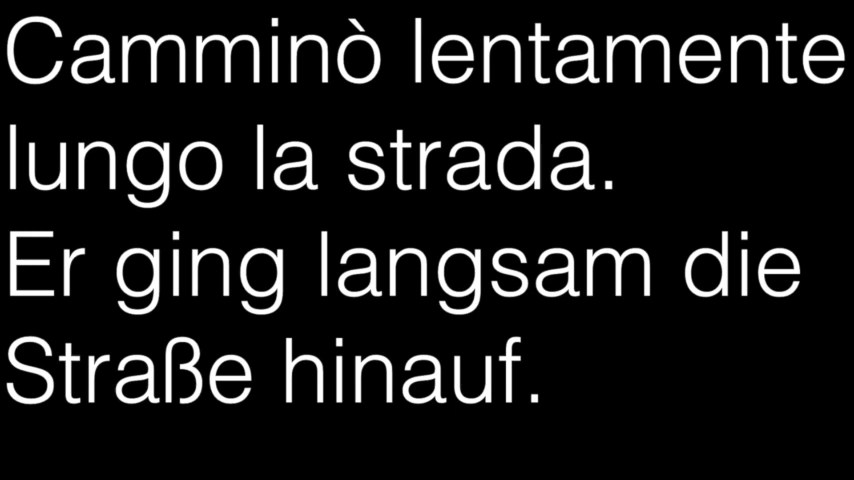 Camminò lentamente
lungo la strada.
Er ging langsam die
Straße hinauf.